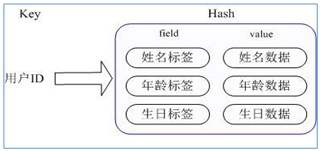 Key Hash
field value
姓名标签 姓名数据
用户ID 年龄标签 年龄数据
生日标签 生日数据